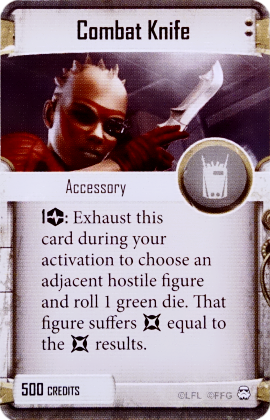 Combat Knife
Accessory
1: Exhaust this
card during your
activation to choose an
adjacent hostile figure
and roll 1 green die. That
figure suffers equal to
the results.
500 CREDITS
©LFL ©FFG